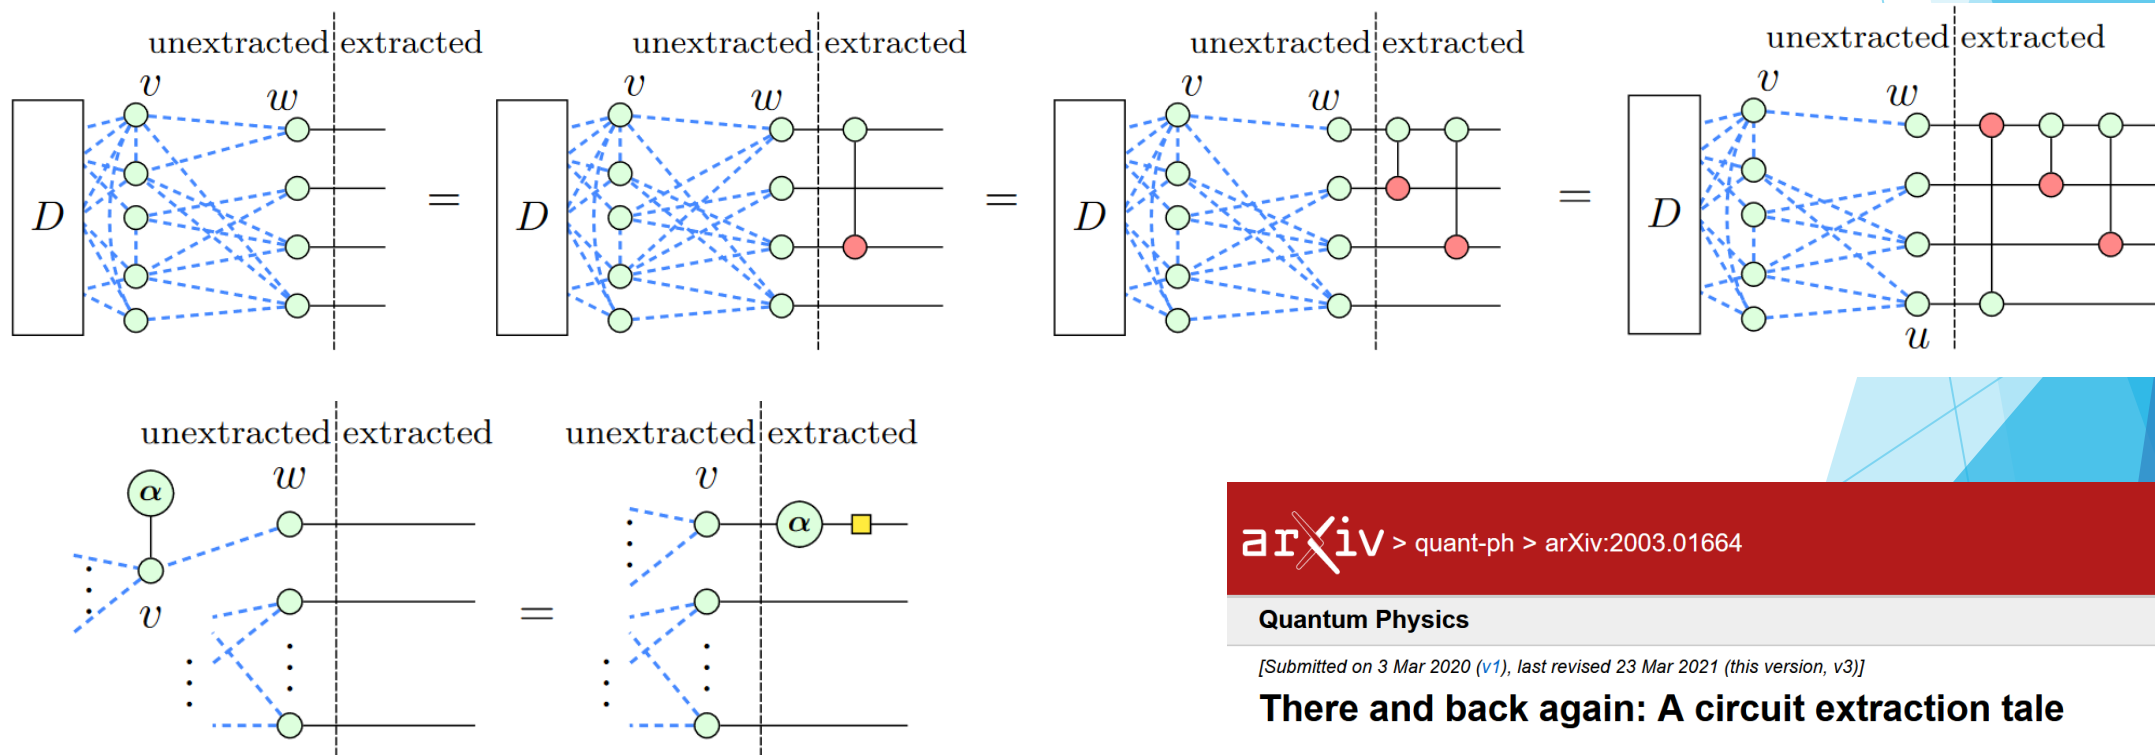 unextracted extracted
v
w
D
=
unextracted extracted
v
w
D
=
unextracted extracted
v
w
D
=
unextracted extracted
v
w
D
u
unextracted extracted
α
w
v
=
unextracted extracted
v
α
arXiv > quant-ph > arXiv:2003.01664
Quantum Physics
[Submitted on 3 Mar 2020 (v1), last revised 23 Mar 2021 (this version, v3)]
There and back again: A circuit extraction tale